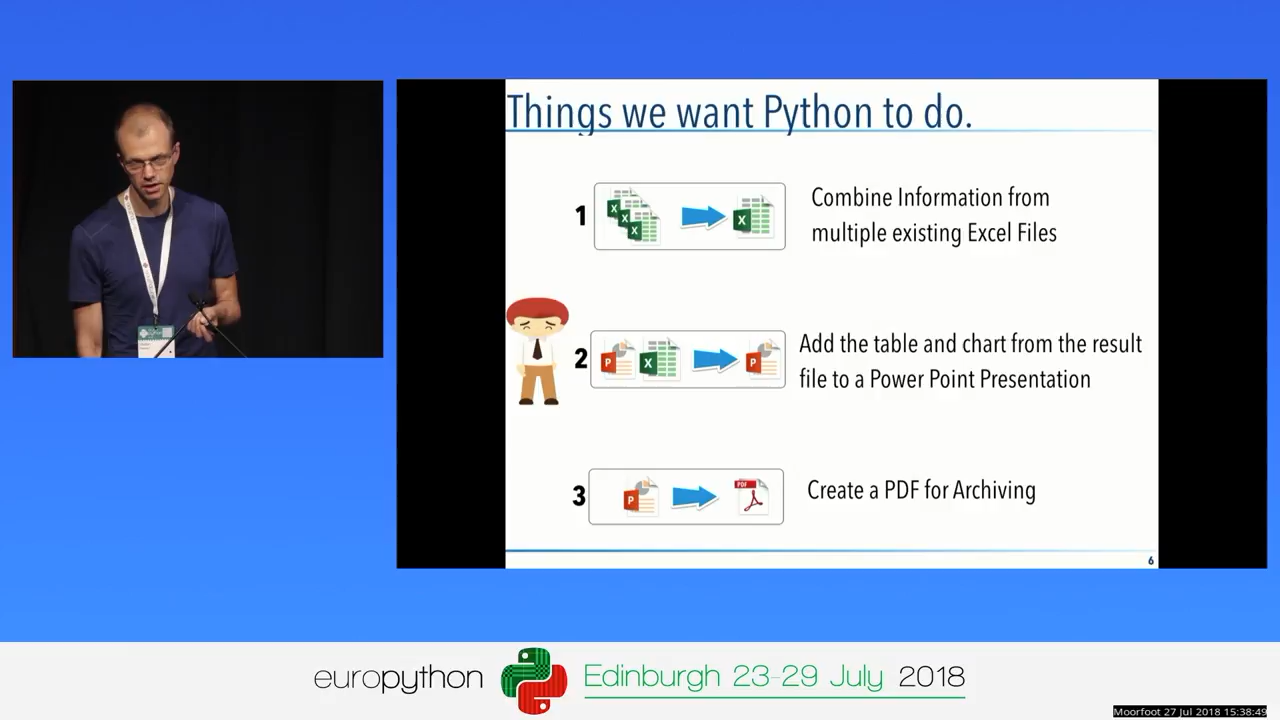 Things we want Python to do.
1
Combine Information from
multiple existing Excel Files
2
Add the table and chart from the result
file to a Power Point Presentation
3
PDF
Create a PDF for Archiving
6
europython
Edinburgh 23-29 July 2018
Moorfoot 27 Jul 2018 15:38:49